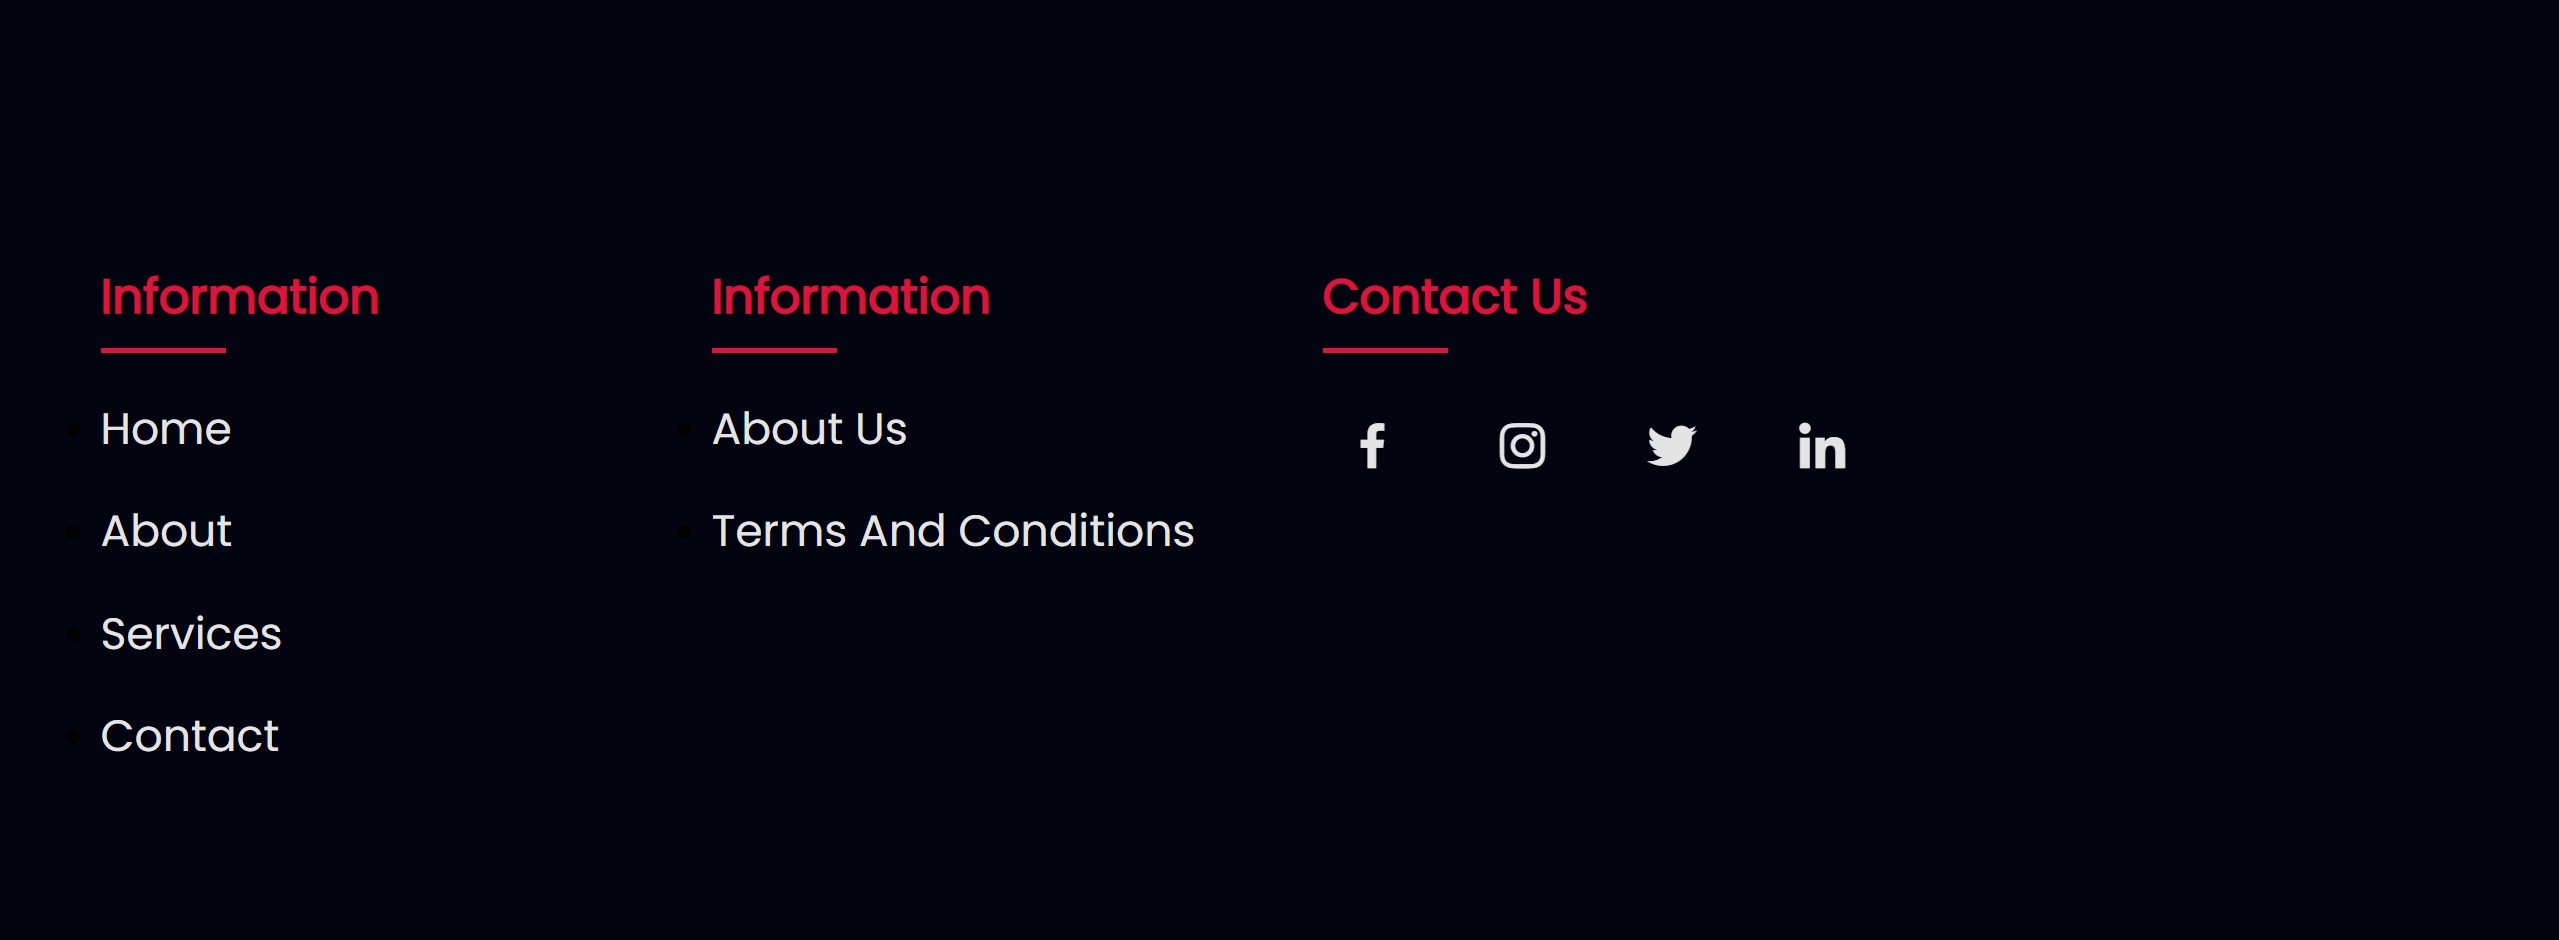 Information
Home
About
Services
Contact
Information
About Us
Terms And Conditions
Contact Us